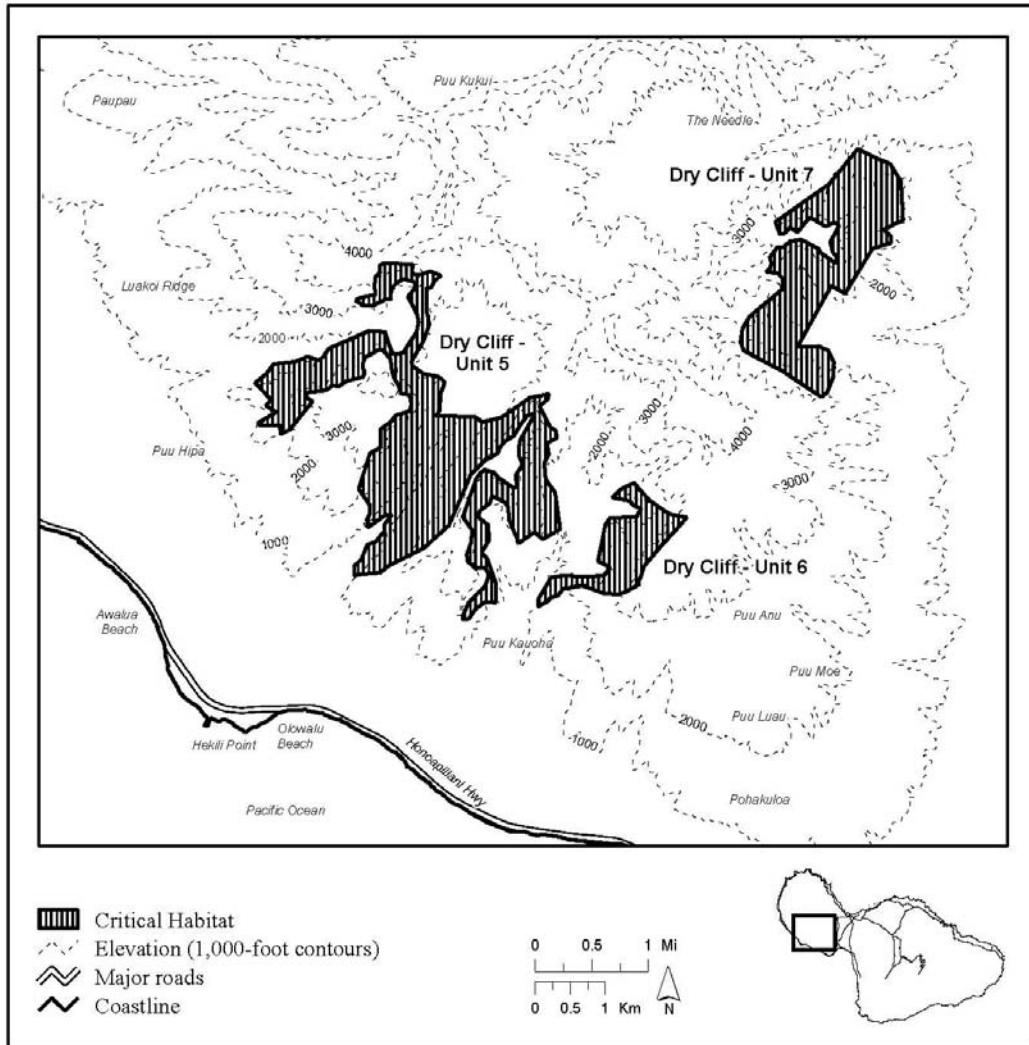 Puu Kukui
Paupau
The Needle
Dry Cliff - Unit 7
3000
4000
Luakoi Ridge
3000
2000
2000
Dry Cliff -
Unit 5
3000
3000
2000
4000
Puu Hipa
2000
3000
1000
Dry Cliff - Unit 6
Awalua
Beach
Puu Anu
Puu Kauoha
Puu Moe
Puu Luau
2000
1000
Hekili Point
Olowalu
Beach
Honoapiilani Hwy
Pohakuloa
Pacific Ocean
Critical Habitat
Elevation (1,000-foot contours)
Major roads
Coastline
0 0.5 1 Mi
0 0.5 1 Km
N